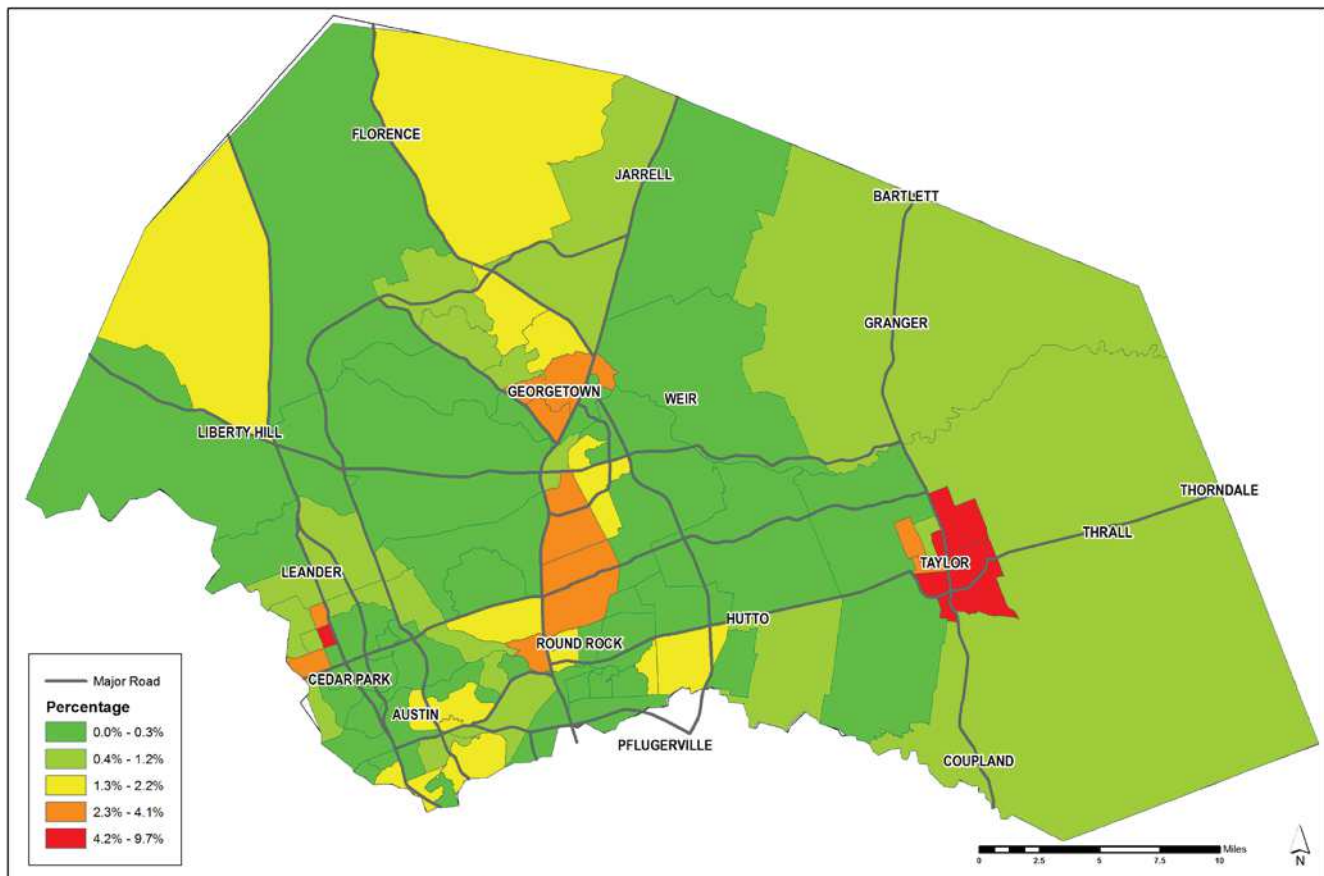 FLORENCE
JARRELL
BARTLETT
GRANGER
GEORGETOWN
WEIR
LIBERTY HILL
THORNDALE
THRALL
TAYLOR
LEANDER
HUTTO
ROUND ROCK
CEDAR PARK
AUSTIN
PFLUGERVILLE
COUPLAND
Major Road
Percentage
0.0% - 0.3%
0.4% - 1.2%
1.3% - 2.2%
2.3% - 4.1%
4.2% - 9.7%
Miles
0 2.5 5 7.5 10
N